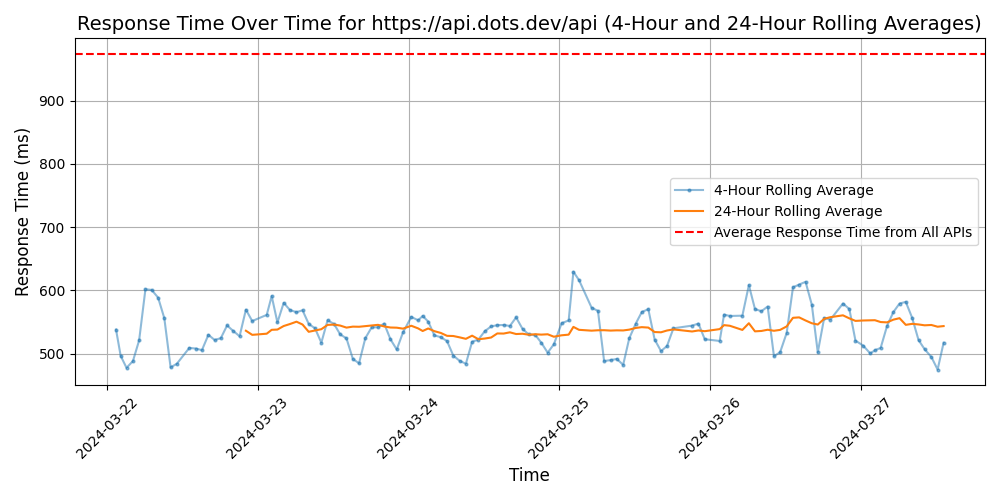 Response Time Over Time for https://api.dots.dev/api (4-Hour and 24-Hour Rolling Averages)
Response Time (ms)
900
800
700
600
500
4-Hour Rolling Average
24-Hour Rolling Average
Average Response Time from All APIs
2024-03-22
2024-03-23
2024-03-24
2024-03-25
2024-03-26
2024-03-27
Time